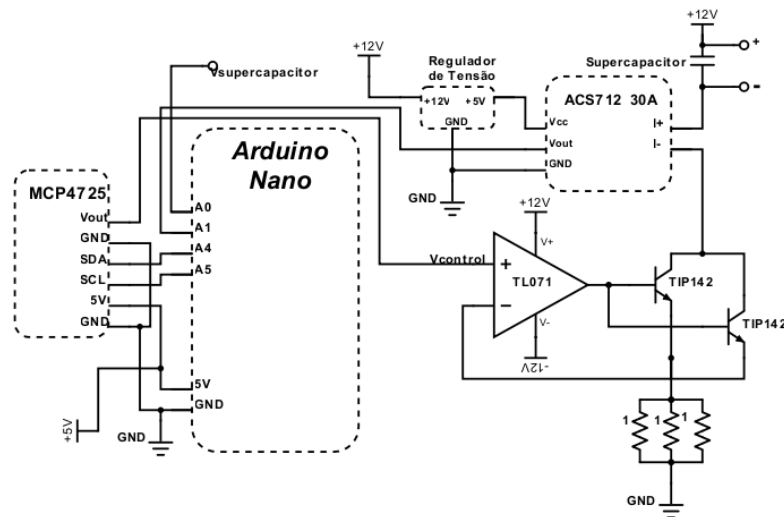 +12V
+12V
Regulador
de Tensão
+12V +5V
GND
Vsupercapacitor
Supercapacitor
+
-
ACS712 30A
Vcc
Vout
GND
I+
I-
GND
Arduino
Nano
A0
A1
A4
A5
5V
GND
MCP4725
Vout
GND
SDA
SCL
5V
GND
+5V
GND
Vcontrol
+12V
V+
+
-
TL071
V-
-12V
TIP142
TIP142
1
1
1
GND